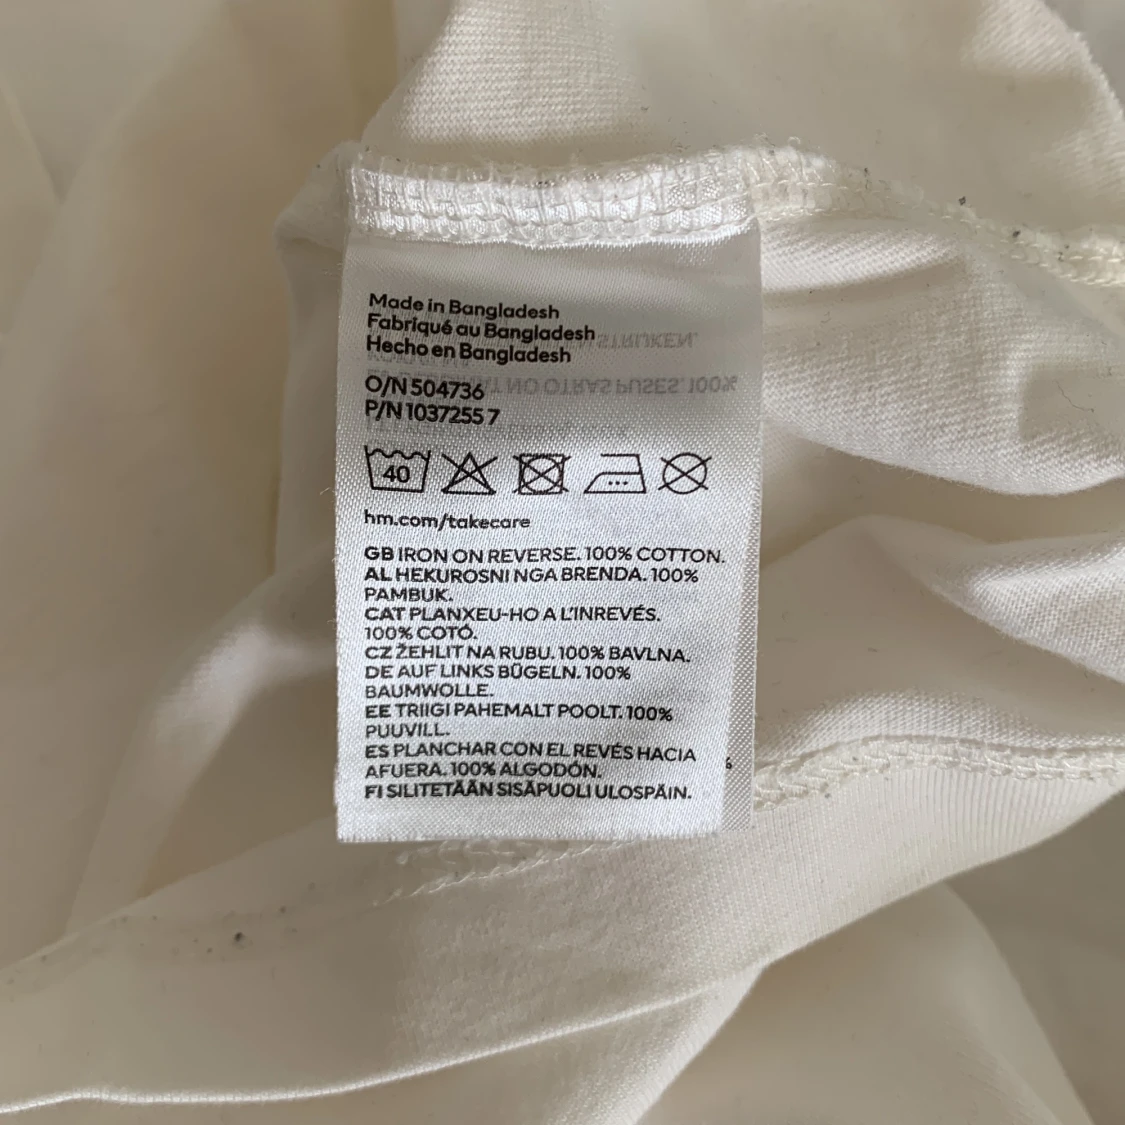 Made in Bangladesh
Fabriqué au Bangladesh
Hecho en Bangladesh
O/N 504736
P/N 1037255 7
40
hm.com/takecare
GB IRON ON REVERSE. 100% COTTON.
AL HEKUROSNI NGA BRENDA. 100%
PAMBUK.
CAT PLANXEU-HO A L'INREVÉS.
100% COTÓ.
CZ ŽEHLIT NA RUBU. 100% BAVLNA.
DE AUF LINKS BÜGELN. 100%
BAUMWOLLE.
EE TRIIGI PAHEMALT POOLT. 100%
PUUVILL.
ES PLANCHAR CON EL REVÉS HACIA
AFUERA. 100% ALGODÓN.
FI SILITETÄÄN SISÄPUOLI ULOSPÄIN.